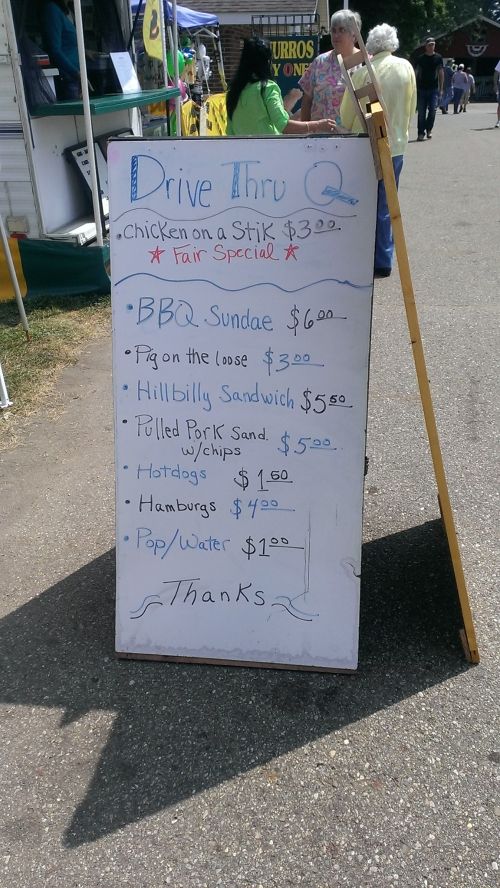 URROS
Y ONE
Drive Thru Q
• Chicken on a Stik $3.00
* Fair Special *
• BBQ Sundae $6.00
• Pig on the loose $3.00
• Hillbilly Sandwich $5.50
• Pulled Pork Sand. $5.00
w/chips
• Hotdogs $1.50
• Hamburgs $4.00
• Pop/Water $1.00
Thanks